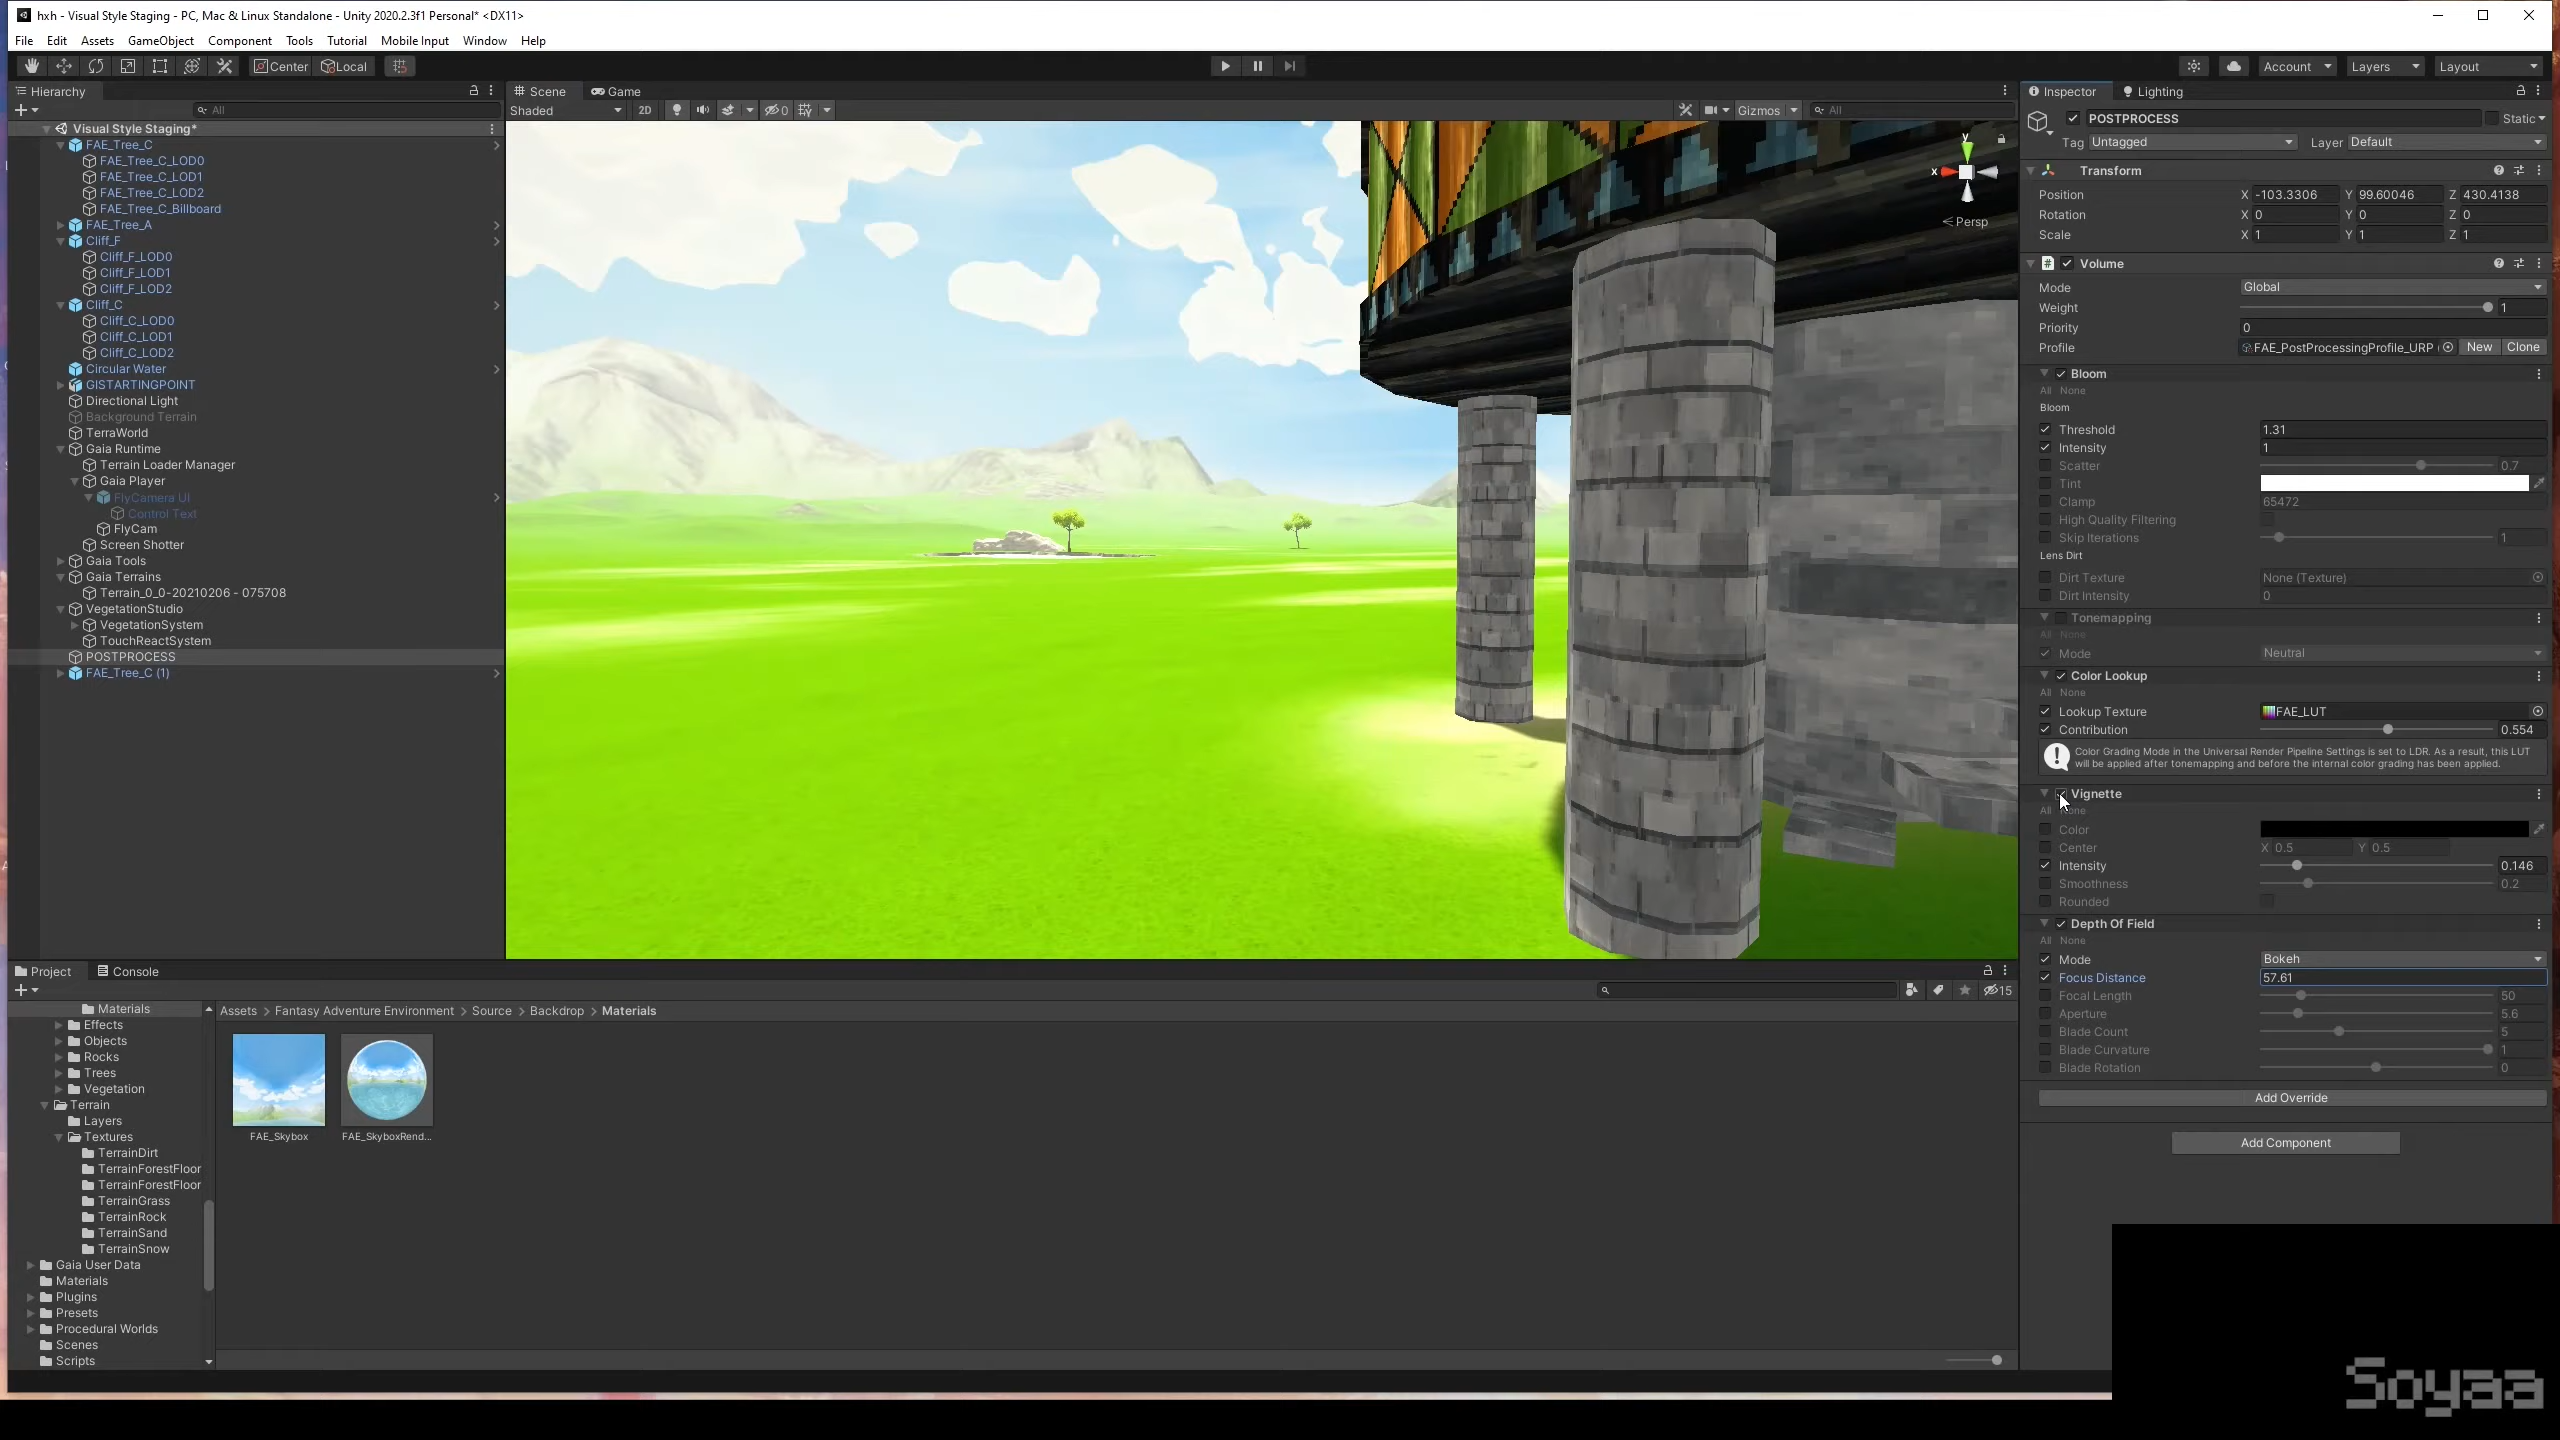 hxh - Visual Style Staging - PC, Mac & Linux Standalone - Unity 2020.2.3f1 Personal* <DX11>
File Edit Assets GameObject Component Tools Tutorial Mobile Input Window Help
Center Local
Account Layers Layout
Hierarchy
All
Visual Style Staging*
FAE_Tree_C
FAE_Tree_C_LOD0
FAE_Tree_C_LOD1
FAE_Tree_C_LOD2
FAE_Tree_C_Billboard
FAE_Tree_A
Cliff_F
Cliff_F_LOD0
Cliff_F_LOD1
Cliff_F_LOD2
Cliff_C
Cliff_C_LOD0
Cliff_C_LOD1
Cliff_C_LOD2
Circular Water
GISTARTINGPOINT
Directional Light
Background Terrain
TerraWorld
Gaia Runtime
Terrain Loader Manager
Gaia Player
FlyCamera UI
Control Text
FlyCam
Screen Shotter
Gaia Tools
Gaia Terrains
Terrain_0_0-20210206 - 075708
VegetationStudio
VegetationSystem
TouchReactSystem
POSTPROCESS
FAE_Tree_C (1)
Scene Game
Shaded 2D 0 Gizmos All
y
x
< Persp
Inspector Lighting
POSTPROCESS Static
Tag Untagged Layer Default
Transform
Position X -103.3306 Y 99.60046 Z 430.4138
Rotation X 0 Y 0 Z 0
Scale X 1 Y 1 Z 1
Volume
Mode Global
Weight 1
Priority 0
Profile FAE_PostProcessingProfile_URP ( New Clone
Bloom
All None
Bloom
Threshold 1.31
Intensity 1
Scatter 0.7
Tint
Clamp 65472
High Quality Filtering
Skip Iterations 1
Lens Dirt
Dirt Texture None (Texture)
Dirt Intensity 0
Tonemapping
All None
Mode Neutral
Color Lookup
All None
Lookup Texture FAE_LUT
Contribution 0.554
Color Grading Mode in the Universal Render Pipeline Settings is set to LDR. As a result, this LUT
will be applied after tonemapping and before the internal color grading has been applied.
Vignette
All None
Color
Center X 0.5 Y 0.5
Intensity 0.146
Smoothness 0.2
Rounded
Depth Of Field
All None
Mode Bokeh
Focus Distance 57.61
Focal Length 50
Aperture 5.6
Blade Count 5
Blade Curvature 1
Blade Rotation 0
Add Override
Add Component
Project Console
15
Materials
Effects
Objects
Rocks
Trees
Vegetation
Terrain
Layers
Textures
TerrainDirt
TerrainForestFloor
TerrainForestFloor
TerrainGrass
TerrainRock
TerrainSand
TerrainSnow
Gaia User Data
Materials
Plugins
Presets
Procedural Worlds
Scenes
Scripts
Assets > Fantasy Adventure Environment > Source > Backdrop > Materials
FAE_Skybox FAE_SkyboxRend...
Soyaa